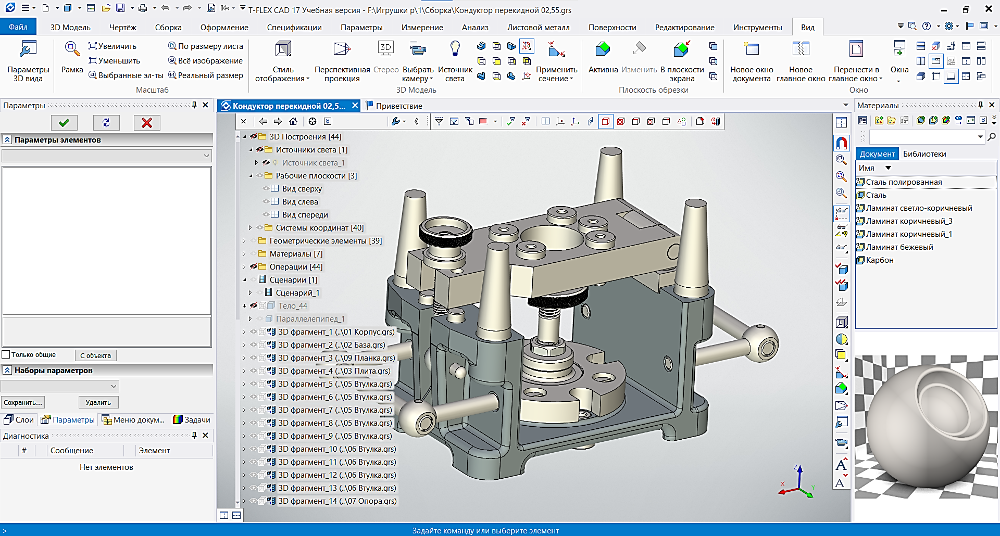 T-FLEX CAD 17 Учебная версия - F:\Игрушки р\1\Сборка\Кондуктор перекидной 02,55.grs
Файл
3D Модель
Чертёж
Сборка
Оформление
Спецификации
Параметры
Измерение
Анализ
Листовой металл
Поверхности
Редактирование
Инструменты
Вид
Параметры
3D вида
Рамка
Увеличить
Уменьшить
Выбранные эл-ты
По размеру листа
Всё изображение
Реальный размер
Масштаб
Стиль
отображения
Перспективная
проекция
3D
Стерео
Выбрать
камеру
Источник
света
Применить
сечение
3D Модель
Активна
Изменить
В плоскости
экрана
Плоскость обрезки
Новое окно
документа
Новое
главное окно
Перенести в
главное окно
Окна
Окно
Параметры
Параметры элементов
Только общие
С объекта
Наборы параметров
Сохранить...
Удалить
Слои
Параметры
Меню докум...
Задачи
Диагностика
#
Сообщение
Элемент
Нет элементов
Кондуктор перекидной 02,5...
Приветствие
3D Построения [44]
Источники света [1]
Источник света_1
Рабочие плоскости [3]
Вид сверху
Вид слева
Вид спереди
Системы координат [40]
Геометрические элементы [39]
Материалы [7]
Операции [44]
Сценарии [1]
Сценарий_1
Тело_44
Параллелепипед_1
3D фрагмент_1 (..\01 Корпус.grs)
3D фрагмент_2 (..\02 База.grs)
3D фрагмент_3 (..\09 Планка.grs)
3D фрагмент_4 (..\03 Плита.grs)
3D фрагмент_5 (..\05 Втулка.grs)
3D фрагмент_6 (..\05 Втулка.grs)
3D фрагмент_7 (..\05 Втулка.grs)
3D фрагмент_8 (..\05 Втулка.grs)
3D фрагмент_9 (..\05 Втулка.grs)
3D фрагмент_10 (..\06 Втулка.grs)
3D фрагмент_11 (..\06 Втулка.grs)
3D фрагмент_12 (..\06 Втулка.grs)
3D фрагмент_13 (..\06 Втулка.grs)
3D фрагмент_14 (..\07 Опора.grs)
Z
X
Y
Материалы
Документ
Библиотеки
Имя
Сталь полированная
Сталь
Ламинат светло-коричневый
Ламинат коричневый_3
Ламинат коричневый_1
Ламинат бежевый
Карбон
A
A
>
Задайте команду или выберите элемент